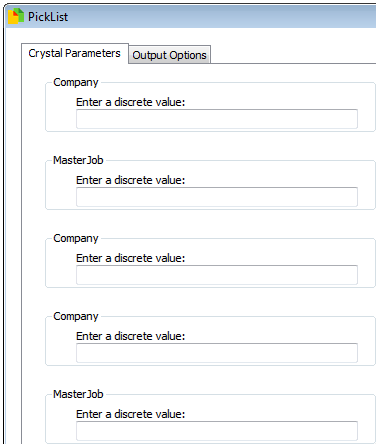 PickList
Crystal Parameters Output Options
Company
Enter a discrete value:
MasterJob
Enter a discrete value:
Company
Enter a discrete value:
Company
Enter a discrete value:
MasterJob
Enter a discrete value: